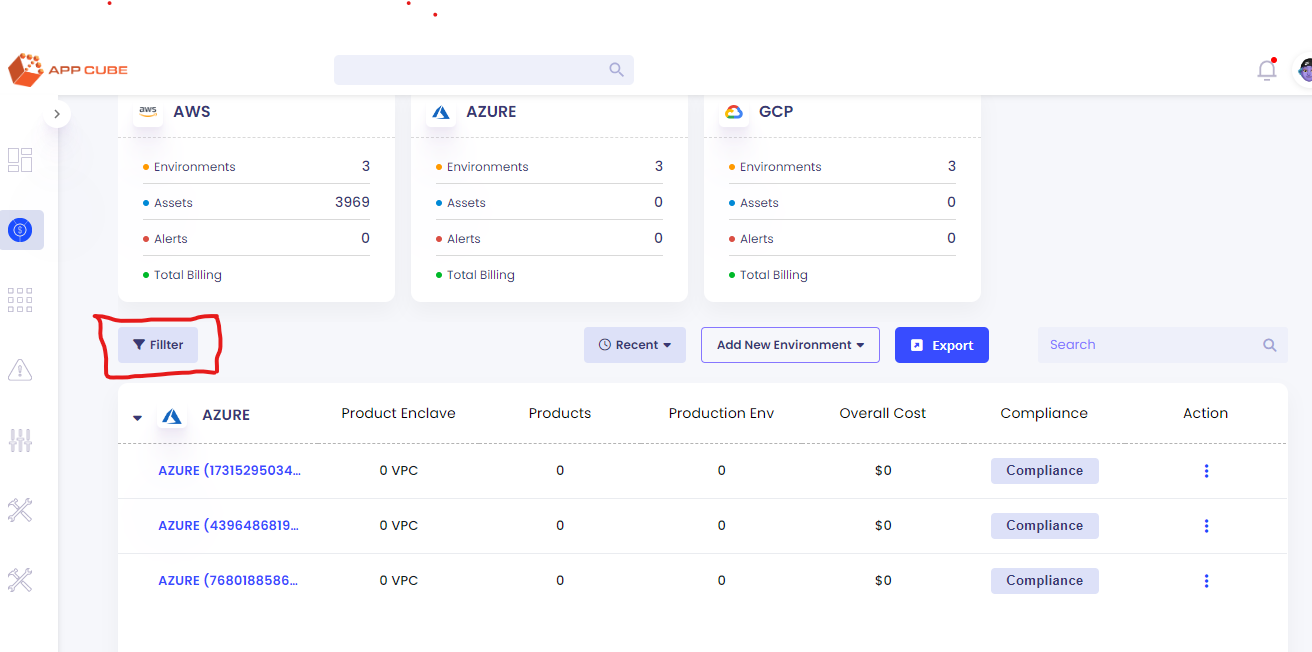 APP CUBE
aws AWS
AZURE
GCP
Environments 3
Assets 3969
Alerts 0
Total Billing
Environments 3
Assets 0
Alerts 0
Total Billing
Environments 3
Assets 0
Alerts 0
Total Billing
Fillter
Recent
Add New Environment
Export
Search
AZURE Product Enclave Products Production Env Overall Cost Compliance Action
AZURE (17315295034... 0 VPC 0 0 $0 Compliance
AZURE (4396486819... 0 VPC 0 0 $0 Compliance
AZURE (7680188586... 0 VPC 0 0 $0 Compliance